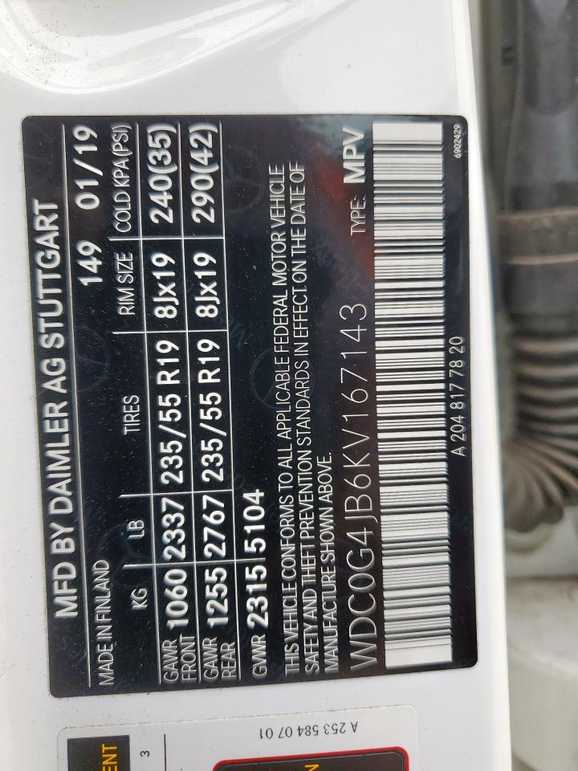 MFD BY DAIMLER AG STUTTGART
MADE IN FINLAND 149 01/19
KG LB TIRES RIM SIZE COLD KPA(PSI)
GAWR FRONT 1060 2337 235/55 R19 8Jx19 240(35)
GAWR REAR 1255 2767 235/55 R19 8Jx19 290(42)
GVWR 2315 5104
THIS VEHICLE CONFORMS TO ALL APPLICABLE FEDERAL MOTOR VEHICLE
SAFETY AND THEFT PREVENTION STANDARDS IN EFFECT ON THE DATE OF
MANUFACTURE SHOWN ABOVE.
WDC0G4JB6KV167143 TYPE: MPV
A 204 817 78 20
6902429
3
A 253 584 07 01